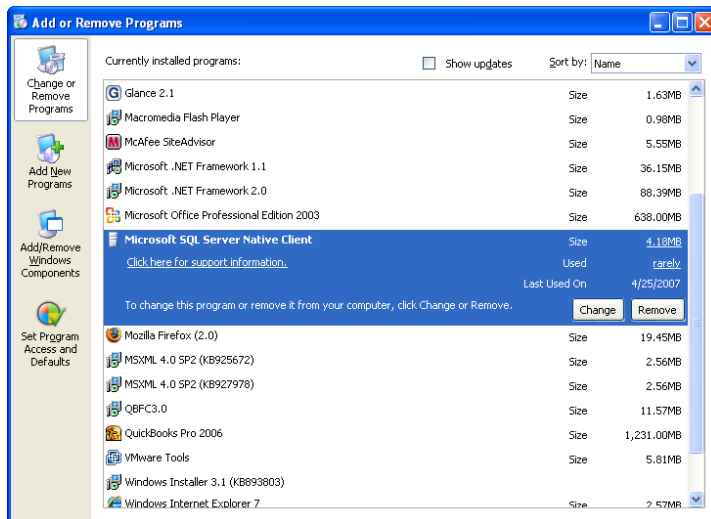 Add or Remove Programs
Change or
Remove
Programs
Add New
Programs
Add/Remove
Windows
Components
Set Program
Access and
Defaults
Currently installed programs:
Show updates
Sort by: Name
Glance 2.1 Size 1.63MB
Macromedia Flash Player Size 0.98MB
McAfee SiteAdvisor Size 5.55MB
Microsoft .NET Framework 1.1 Size 36.15MB
Microsoft .NET Framework 2.0 Size 88.39MB
Microsoft Office Professional Edition 2003 Size 638.00MB
Microsoft SQL Server Native Client Size 4.18MB
Click here for support information. Used rarely
Last Used On 4/25/2007
To change this program or remove it from your computer, click Change or Remove. Change Remove
Mozilla Firefox (2.0) Size 19.45MB
MSXML 4.0 SP2 (KB925672) Size 2.56MB
MSXML 4.0 SP2 (KB927978) Size 2.56MB
QBFC3.0 Size 11.57MB
QuickBooks Pro 2006 Size 1,231.00MB
VMware Tools Size 5.81MB
Windows Installer 3.1 (KB893803)
Windows Internet Explorer 7 Size 2.57MB